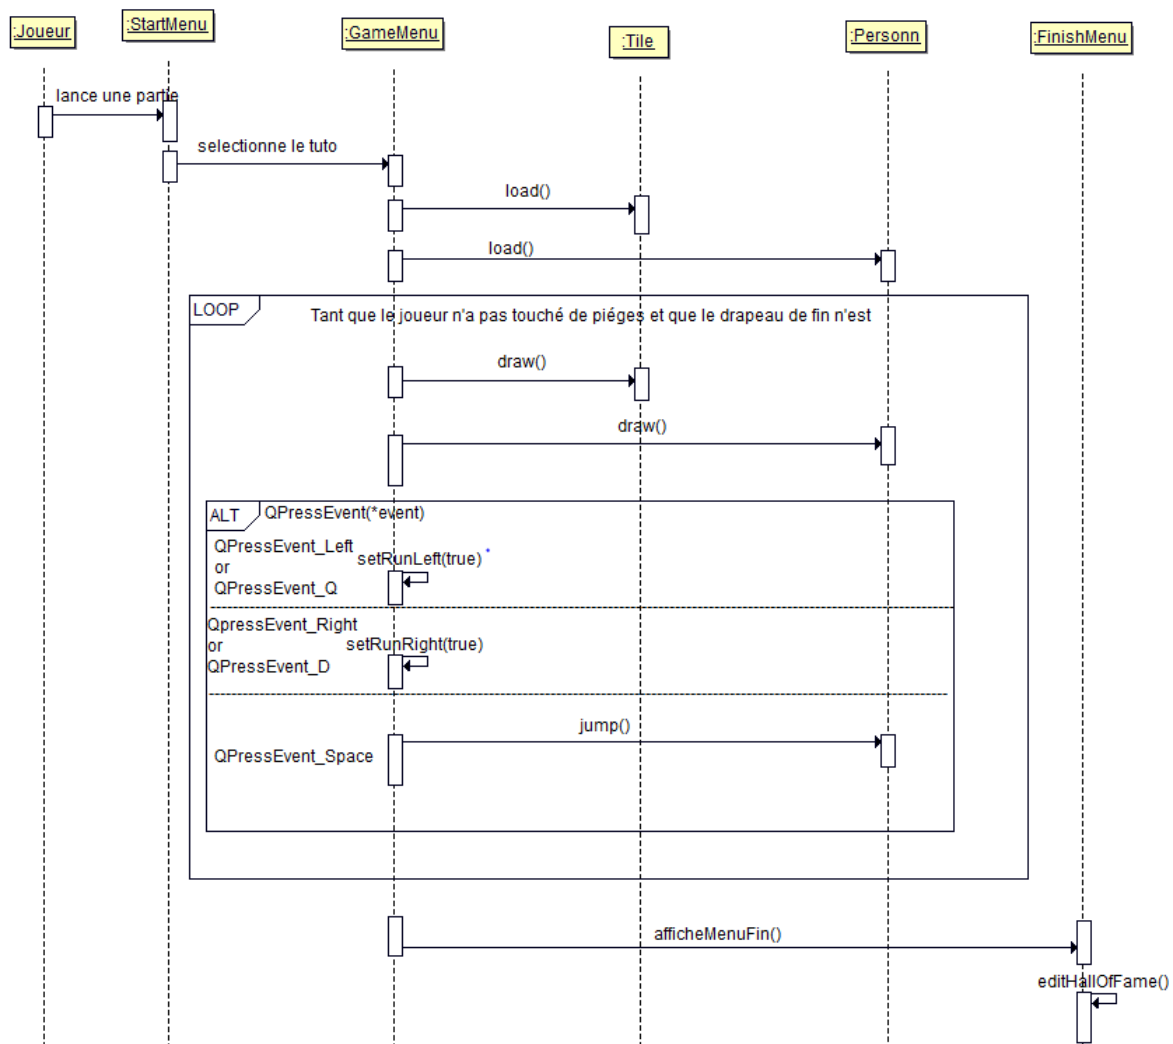 :Joueur
:StartMenu
:GameMenu
:Tile
:Personn
:FinishMenu
lance une partie
selectionne le tuto
load()
load()
LOOP
Tant que le joueur n'a pas touché de piéges et que le drapeau de fin n'est
draw()
draw()
ALT
QPressEvent(*event)
QPressEvent_Left
or
QPressEvent_Q
setRunLeft(true)
QpressEvent_Right
or
QPressEvent_D
setRunRight(true)
jump()
QPressEvent_Space
afficheMenuFin()
editHallOfFame()